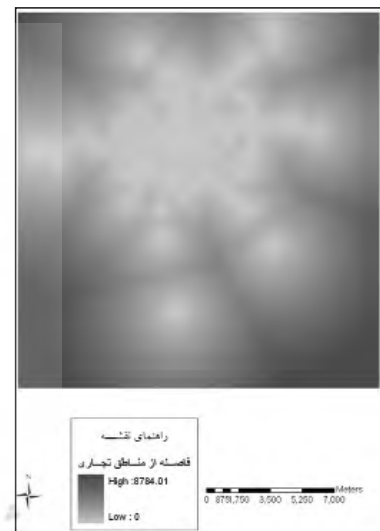 راهنمای نقشه
فاصله از مناطق تجاری
High :8784.01
Low : 0
N
Meters
0 875 1,750 3,500 5,250 7,000